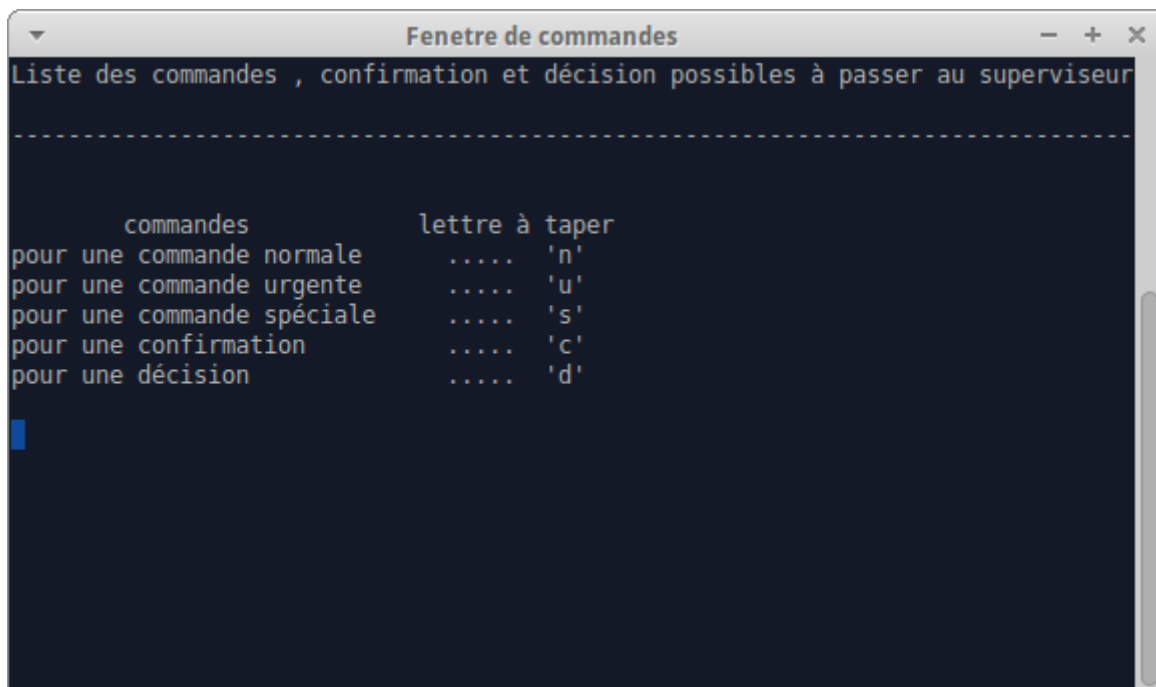 Fenetre de commandes
Liste des commandes , confirmation et décision possibles à passer au superviseur
--------------------------------------------------------------------------------
commandes            lettre à taper
pour une commande normale      .....  'n'
pour une commande urgente      .....  'u'
pour une commande spéciale     .....  's'
pour une confirmation          .....  'c'
pour une décision              .....  'd'